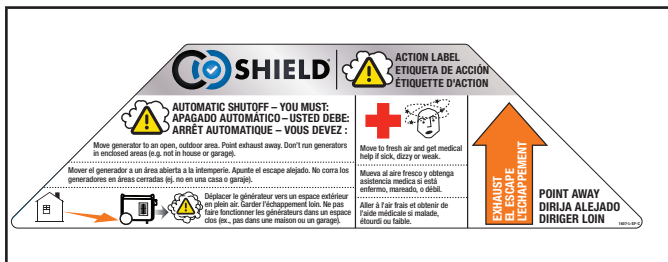 CO SHIELD®
ACTION LABEL
ETIQUETA DE ACCIÓN
ÉTIQUETTE D'ACTION
AUTOMATIC SHUTOFF – YOU MUST:
APAGADO AUTOMÁTICO – USTED DEBE:
ARRÊT AUTOMATIQUE – VOUS DEVEZ :
Move generator to an open, outdoor area. Point exhaust away. Don't run generators
in enclosed areas (e.g. not in house or garage).
Mover el generador a un área abierta a la intemperie. Apunte el escape alejado. No corra los
generadores en áreas cerradas (ej. no en una casa o garaje).
Déplacer le générateur vers un espace extérieur
en plein air. Garder l'échappement loin. Ne pas
faire fonctionner les générateurs dans un espace
clos (ex., pas dans une maison ou un garage).
Move to fresh air and get medical
help if sick, dizzy or weak.
Mueva al aire fresco y obtenga
asistencia medica si está
enfermo, mareado, o débil.
Aller à l'air frais et obtenir de
l'aide médicale si malade,
étourdi ou faible.
EXHAUST
EL ESCAPE
L'ÉCHAPPEMENT
POINT AWAY
DIRIJA ALEJADO
DIRIGER LOIN